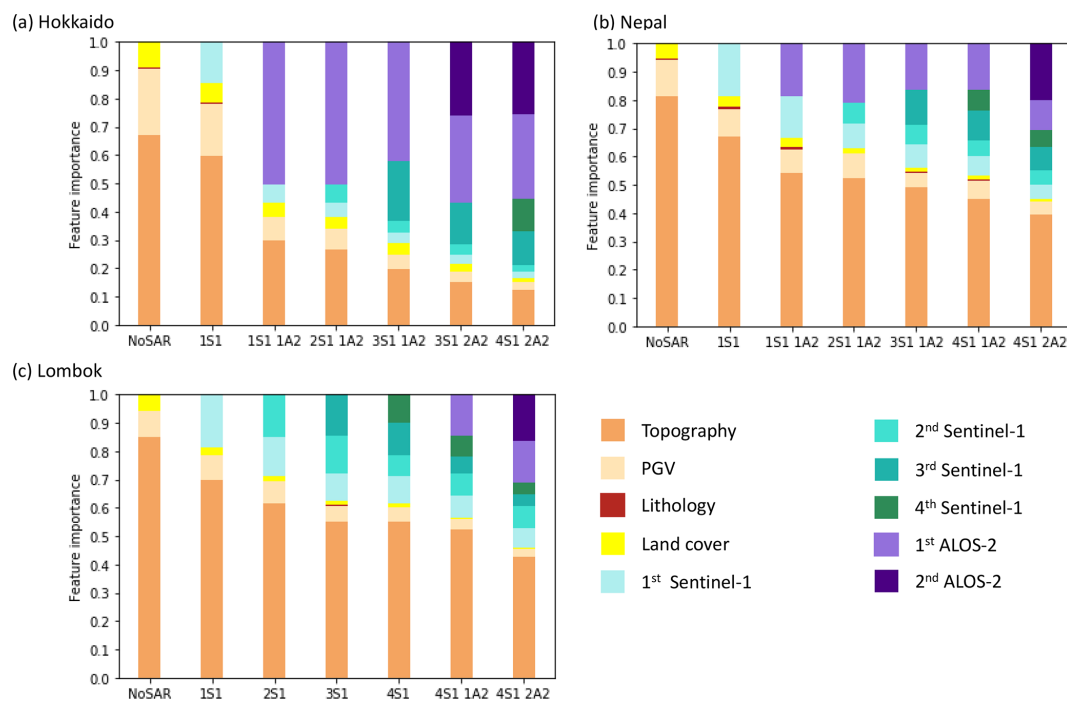 (a) Hokkaido
1.0
0.9
0.8
0.7
0.6
0.5
0.4
0.3
0.2
0.1
0.0
Feature importance
NoSAR 1S1 1S1 1A2 2S1 1A2 3S1 1A2 3S1 2A2 4S1 2A2
(b) Nepal
1.0
0.9
0.8
0.7
0.6
0.5
0.4
0.3
0.2
0.1
0.0
Feature importance
NoSAR 1S1 1S1 1A2 2S1 1A2 3S1 1A2 4S1 1A2 4S1 2A2
(c) Lombok
1.0
0.9
0.8
0.7
0.6
0.5
0.4
0.3
0.2
0.1
0.0
Feature importance
NoSAR 1S1 2S1 3S1 4S1 4S1 1A2 4S1 2A2
Topography
PGV
Lithology
Land cover
1st Sentinel-1
2nd Sentinel-1
3rd Sentinel-1
4th Sentinel-1
1st ALOS-2
2nd ALOS-2